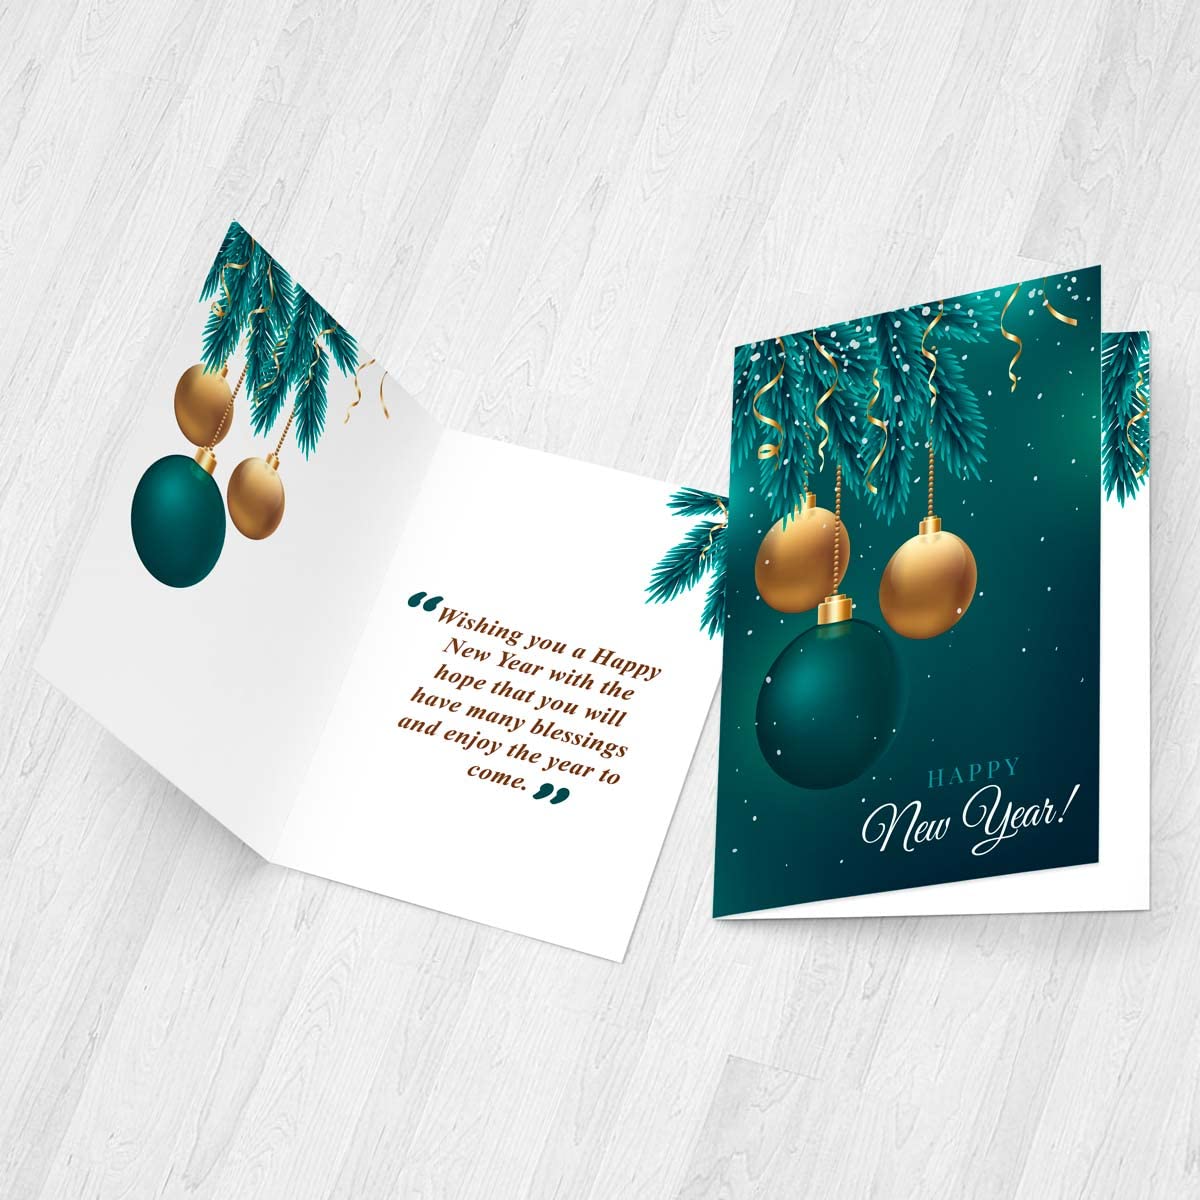 “Wishing you a Happy
New Year with the
hope that you will
have many blessings
and enjoy the year to
come.”
HAPPY
New Year!